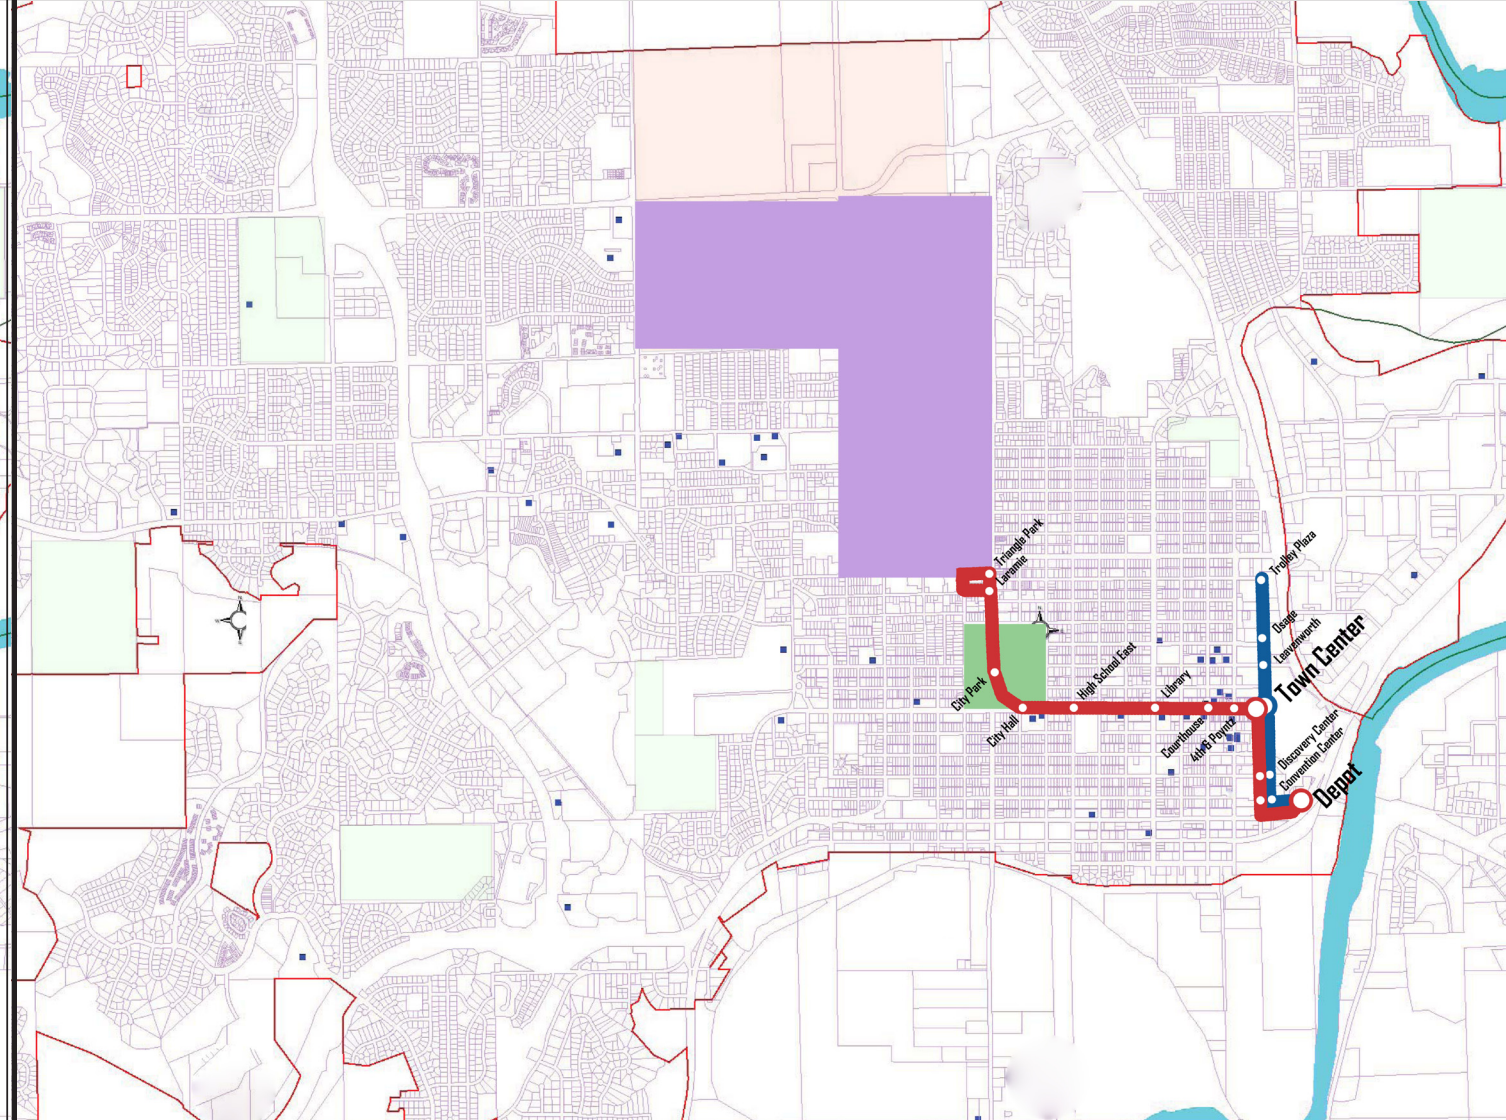 Triangle Park
Laramie
Trolley Plaza
Osage
Leavenworth
Town Center
City Park
High School East
Library
City Hall
Courthouse
4th & Poyntz
Discovery Center
Convention Center
Depot